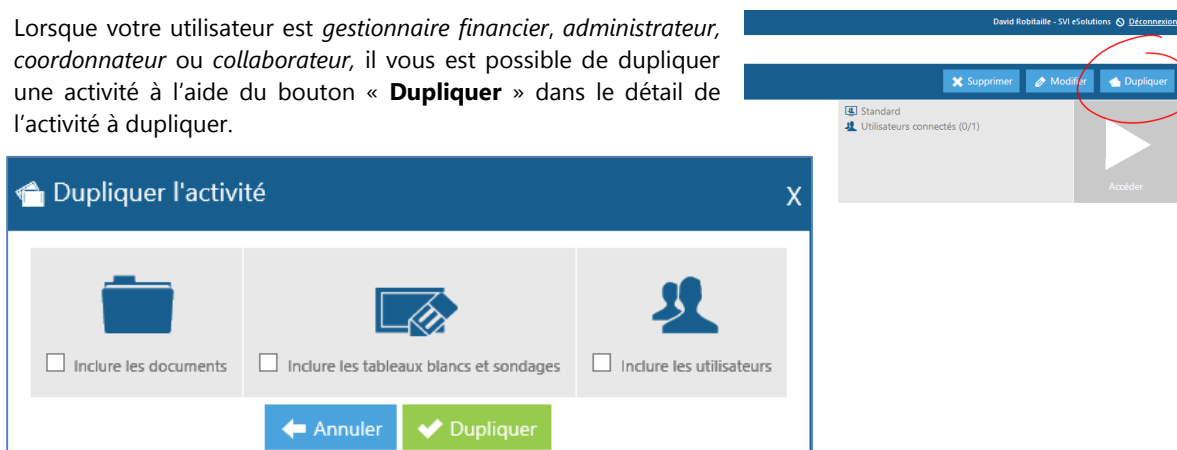 Lorsque votre utilisateur est gestionnaire financier, administrateur,
coordonnateur ou collaborateur, il vous est possible de dupliquer
une activité à l'aide du bouton « Dupliquer » dans le détail de
l'activité à dupliquer.
David Robitaille - SVI eSolutions Déconnexion
Supprimer Modifier Dupliquer
Standard
Utilisateurs connectés (0/1)
Accéder
Dupliquer l'activité X
Inclure les documents Inclure les tableaux blancs et sondages Inclure les utilisateurs
Annuler Dupliquer